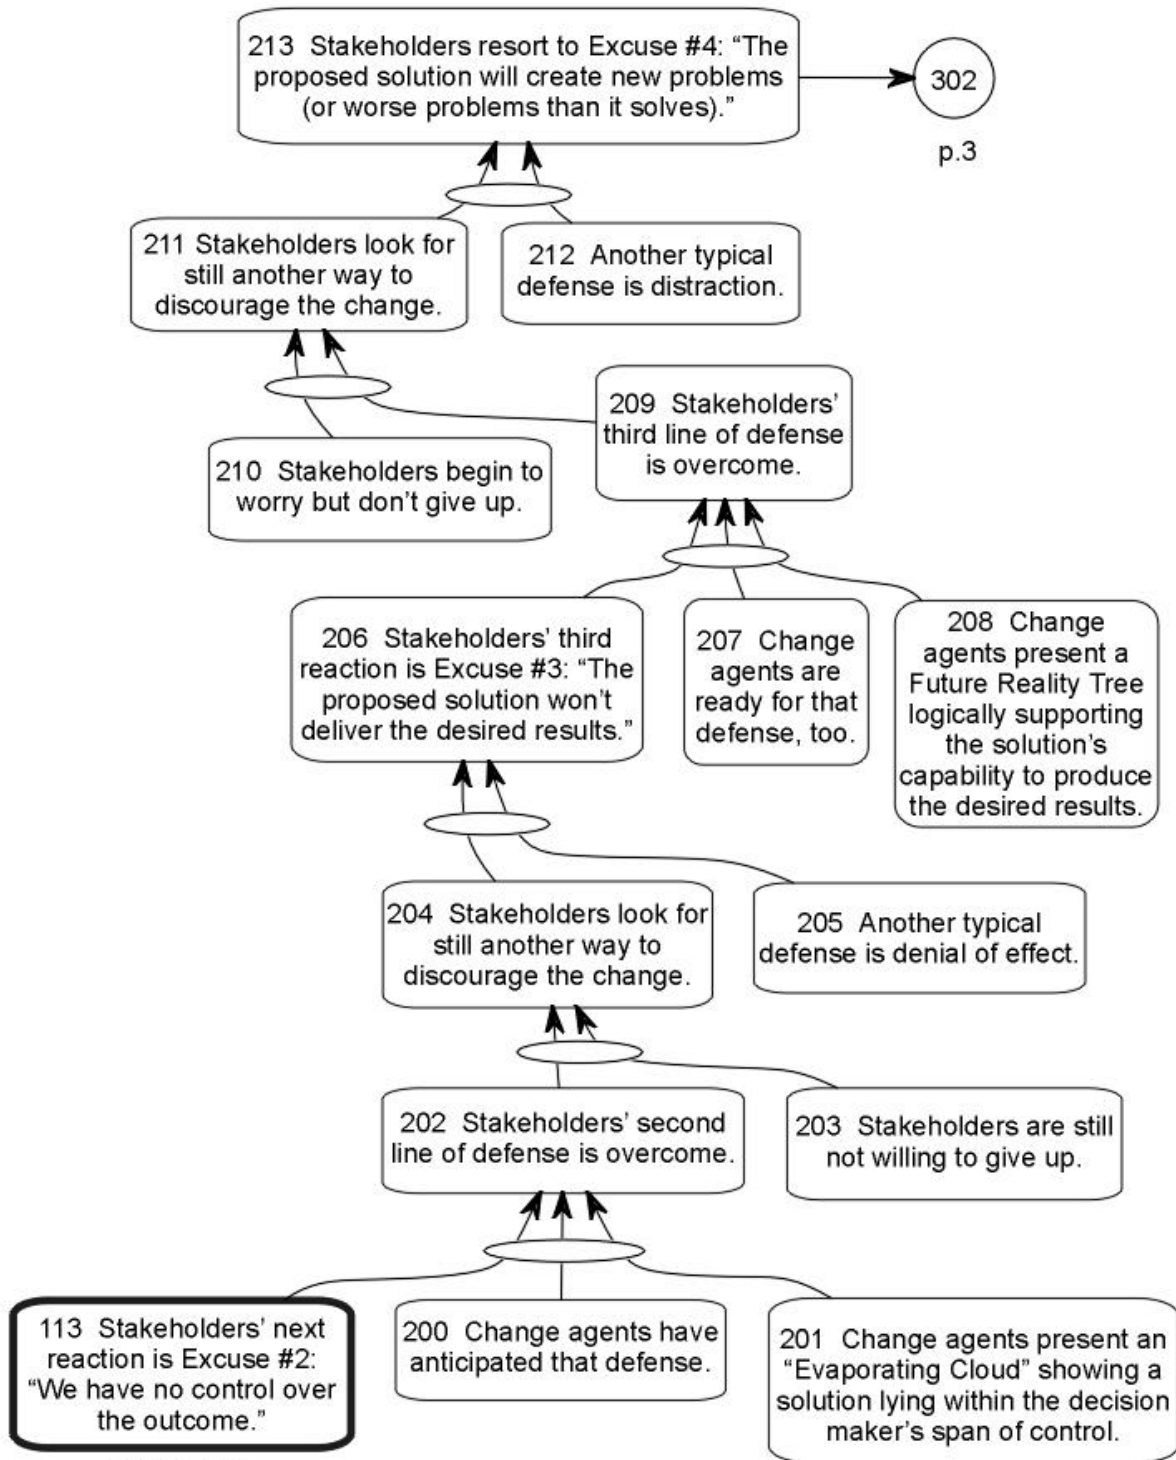 213 Stakeholders resort to Excuse #4: “The
proposed solution will create new problems
(or worse problems than it solves).”
302
p.3
211 Stakeholders look for
still another way to
discourage the change.
212 Another typical
defense is distraction.
209 Stakeholders’
third line of defense
is overcome.
210 Stakeholders begin to
worry but don’t give up.
206 Stakeholders’ third
reaction is Excuse #3: “The
proposed solution won’t
deliver the desired results.”
207 Change
agents are
ready for that
defense, too.
208 Change
agents present a
Future Reality Tree
logically supporting
the solution’s
capability to produce
the desired results.
204 Stakeholders look for
still another way to
discourage the change.
205 Another typical
defense is denial of effect.
202 Stakeholders’ second
line of defense is overcome.
203 Stakeholders are still
not willing to give up.
113 Stakeholders’ next
reaction is Excuse #2:
“We have no control over
the outcome.”
200 Change agents have
anticipated that defense.
201 Change agents present an
“Evaporating Cloud” showing a
solution lying within the decision
maker’s span of control.